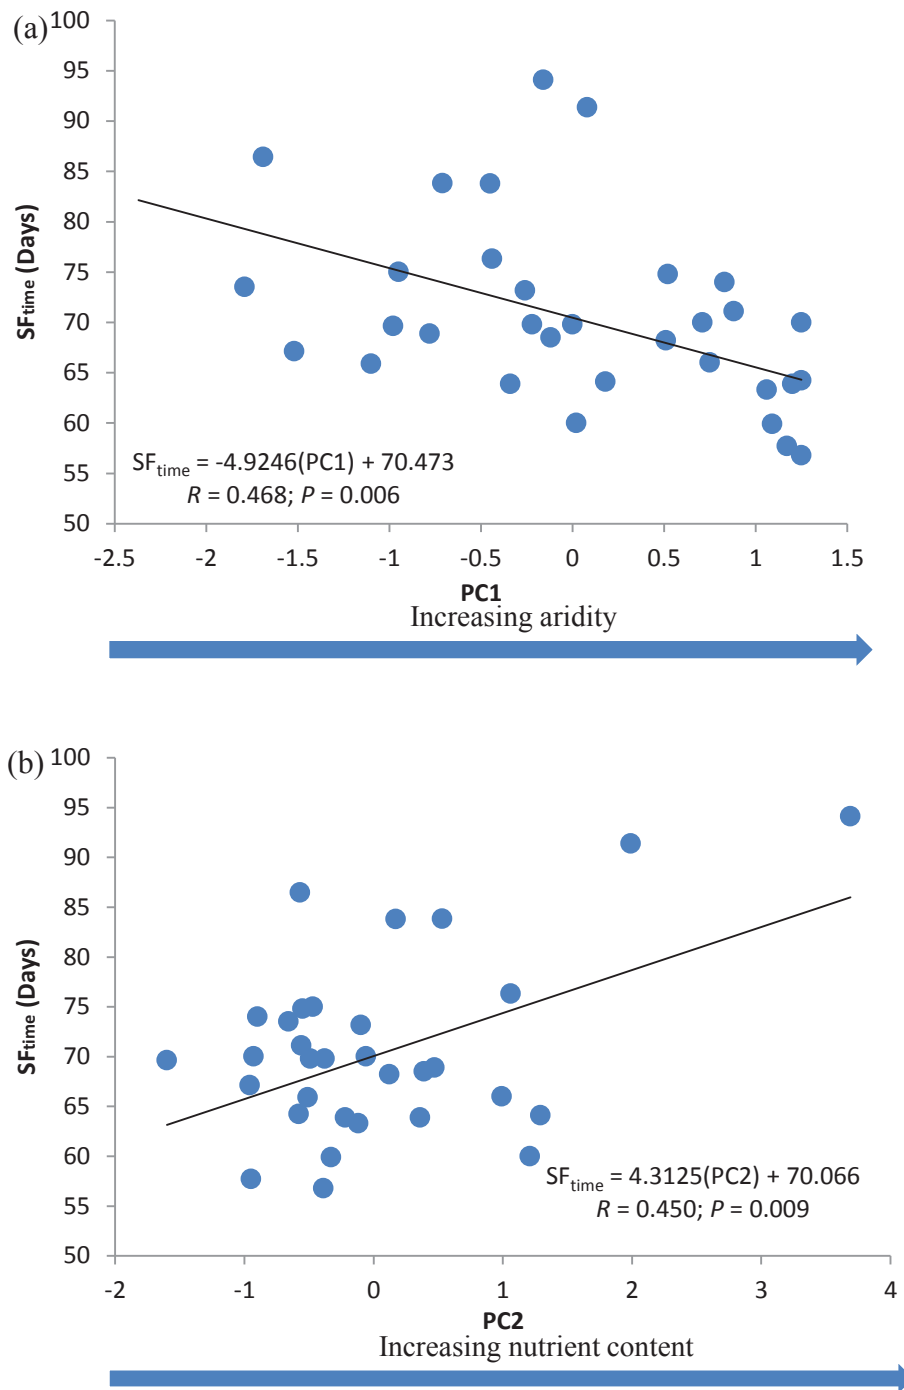 (a)
100
95
90
85
80
75
70
65
60
55
50
SFtime (Days)
SFtime = -4.9246(PC1) + 70.473
R = 0.468; P = 0.006
-2.5 -2 -1.5 -1 -0.5 0 0.5 1 1.5
PC1
Increasing aridity
(b)
100
95
90
85
80
75
70
65
60
55
50
SFtime (Days)
SFtime = 4.3125(PC2) + 70.066
R = 0.450; P = 0.009
-2 -1 0 1 2 3 4
PC2
Increasing nutrient content